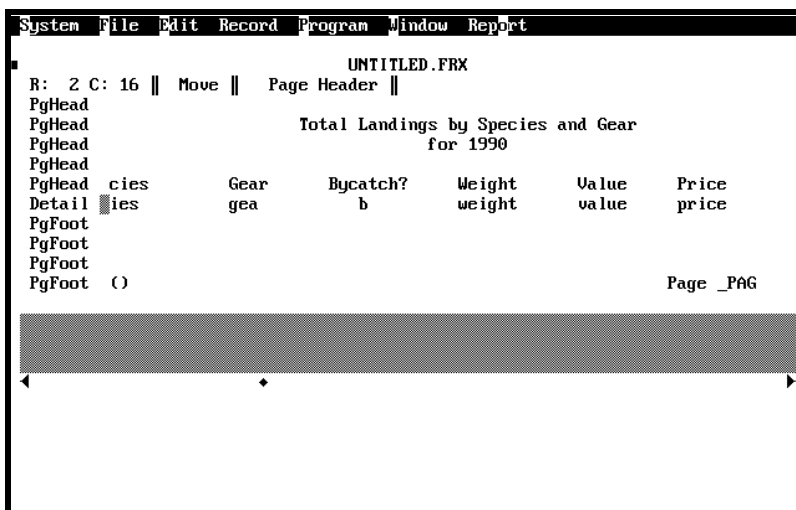 System File Edit Record Program Window Report
UNTITLED.FRX
R: 2 C: 16 ‖ Move ‖ Page Header ‖
PgHead
PgHead Total Landings by Species and Gear
PgHead for 1990
PgHead
PgHead cies Gear Bycatch? Weight Value Price
Detail ies gea b weight value price
PgFoot
PgFoot
PgFoot
PgFoot () Page _PAG